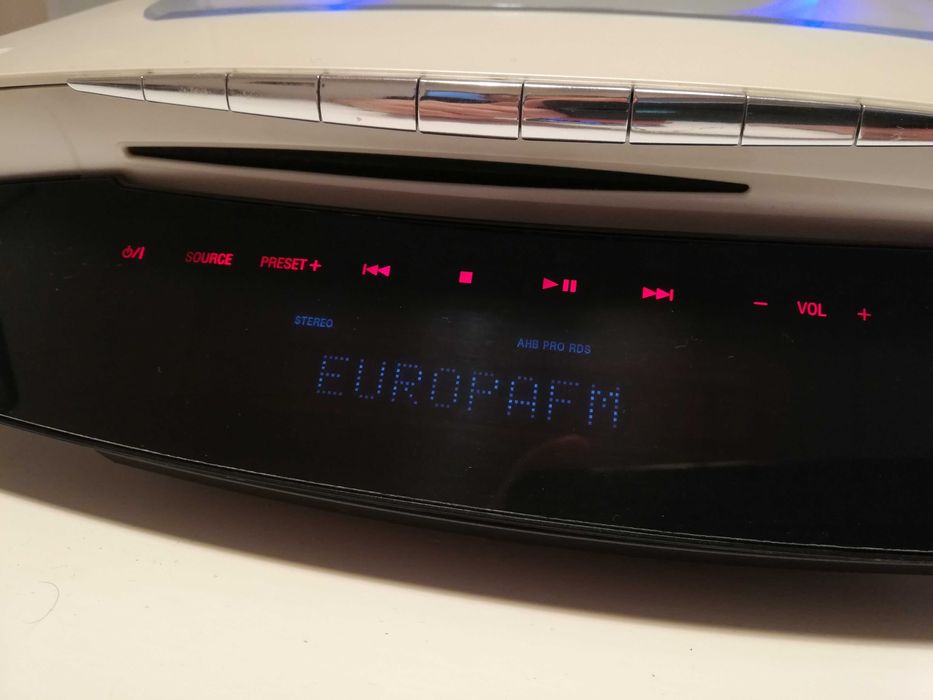 SOURCE PRESET+ - VOL +
STEREO
AHB PRO RDS
EUROPAFM